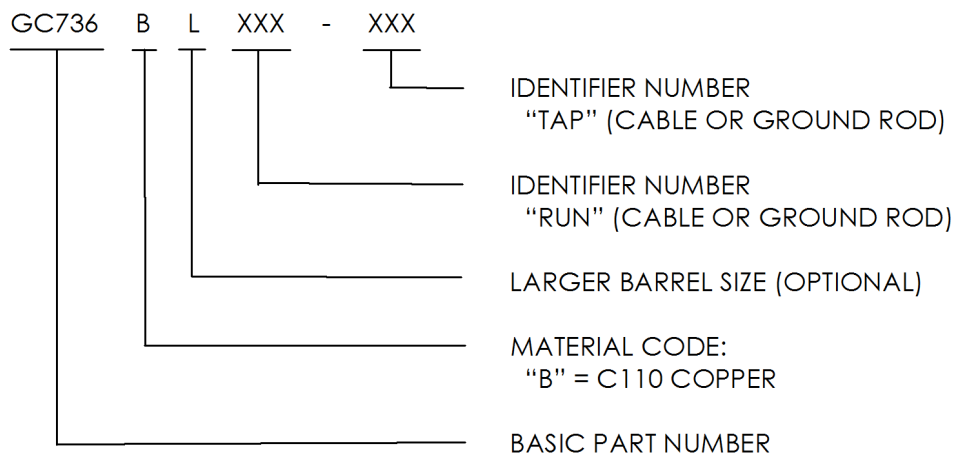 GC736 B L XXX - XXX
IDENTIFIER NUMBER
“TAP” (CABLE OR GROUND ROD)
IDENTIFIER NUMBER
“RUN” (CABLE OR GROUND ROD)
LARGER BARREL SIZE (OPTIONAL)
MATERIAL CODE:
“B” = C110 COPPER
BASIC PART NUMBER